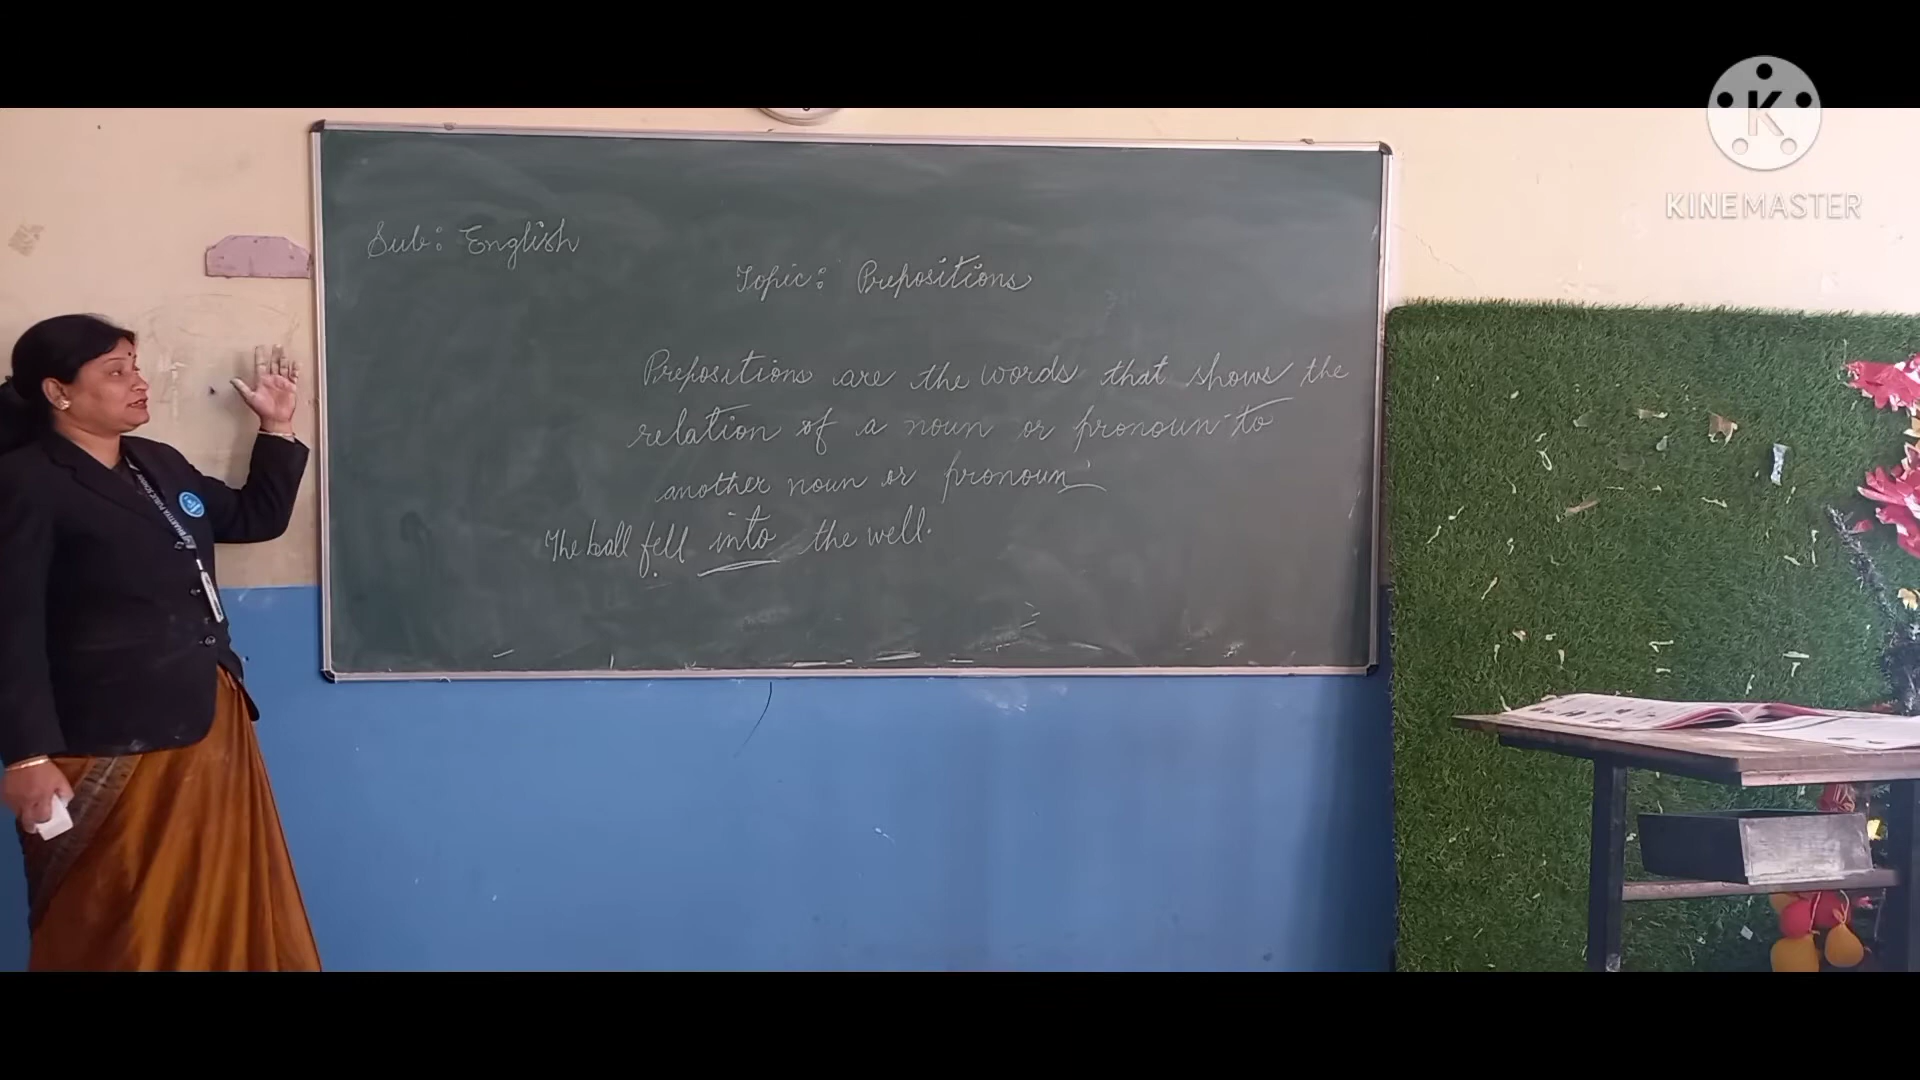 KINEMASTER
Sub: English
Topic: Prepositions
Prepositions are the words that shows the
relation of a noun or pronoun to
another noun or pronoun.
The ball fell into the well.